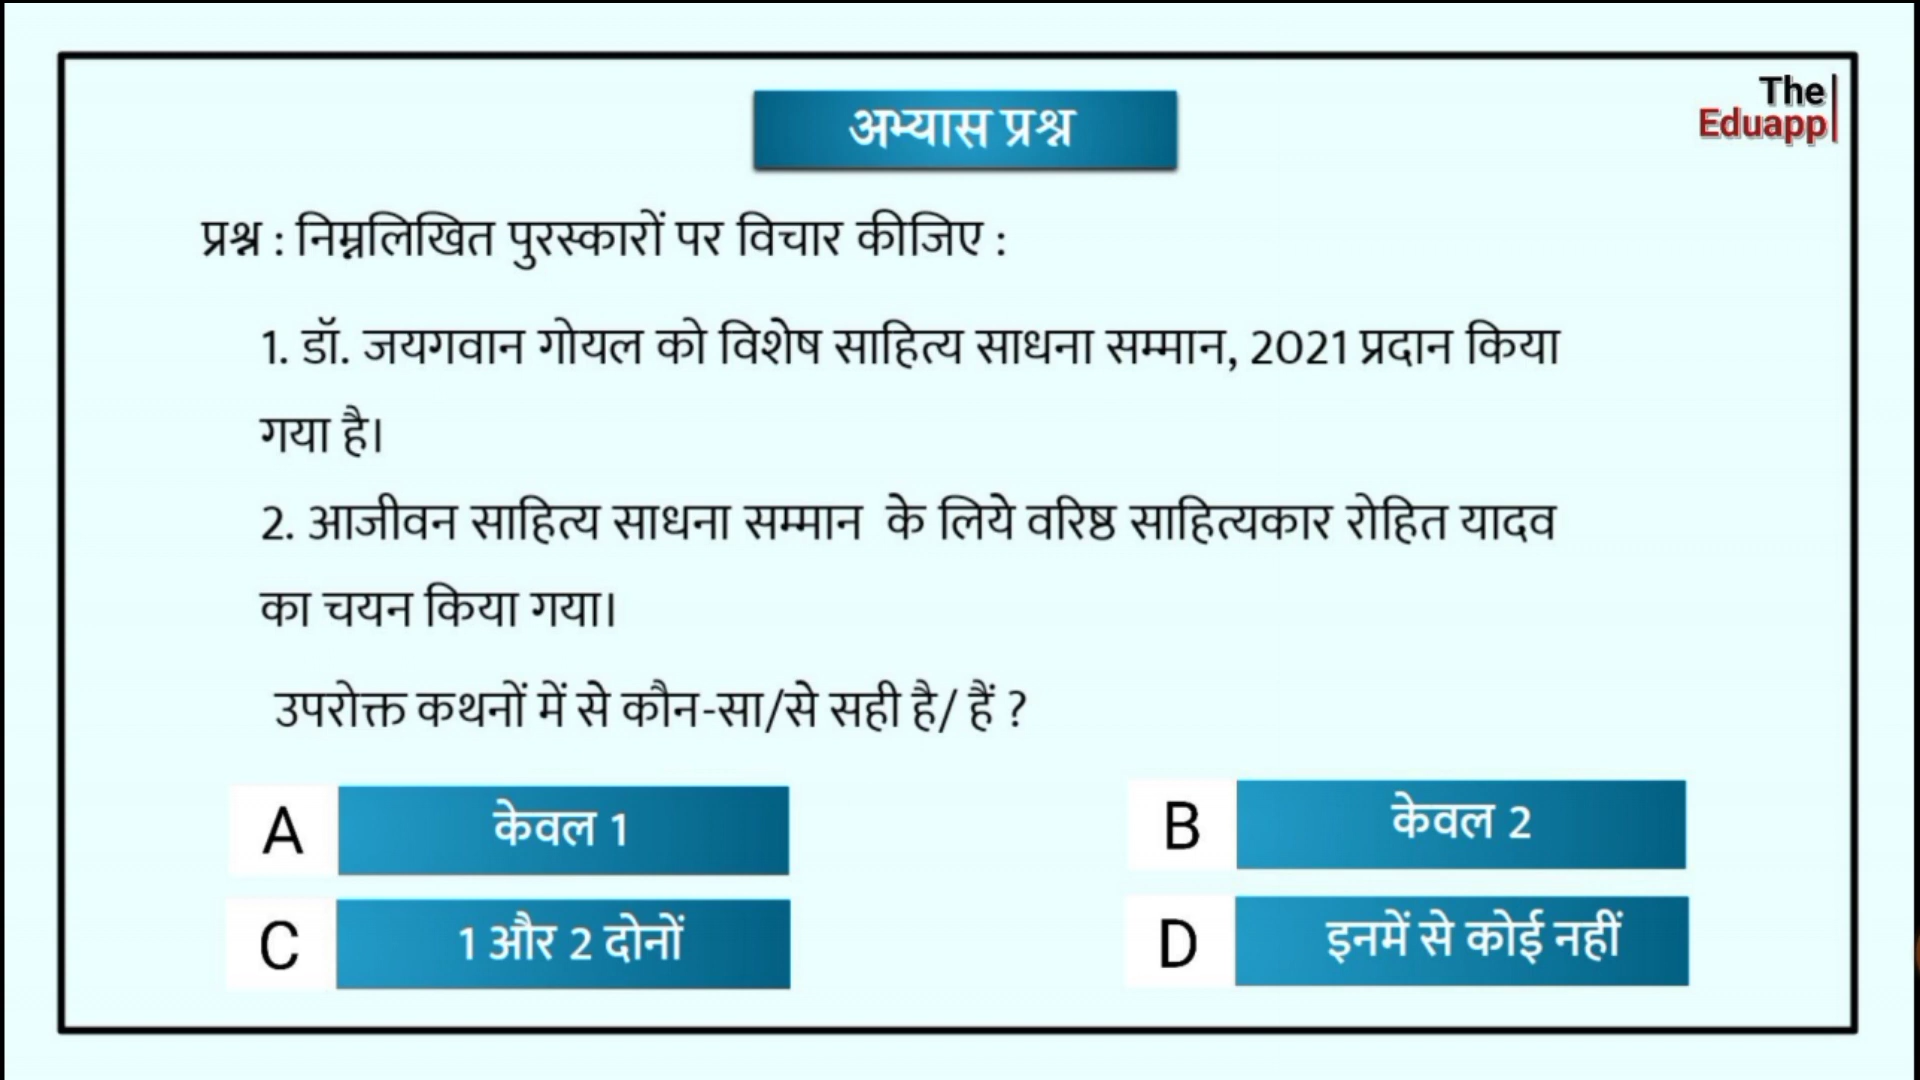 The
Eduapp
अभ्यास प्रश्न
प्रश्न : निम्नलिखित पुरस्कारों पर विचार कीजिए :
1. डॉ. जयगवान गोयल को विशेष साहित्य साधना सम्मान, 2021 प्रदान किया
गया है।
2. आजीवन साहित्य साधना सम्मान के लिये वरिष्ठ साहित्यकार रोहित यादव
का चयन किया गया।
उपरोक्त कथनों में से कौन-सा/से सही है/ हैं ?
A केवल 1
B केवल 2
C 1 और 2 दोनों
D इनमें से कोई नहीं